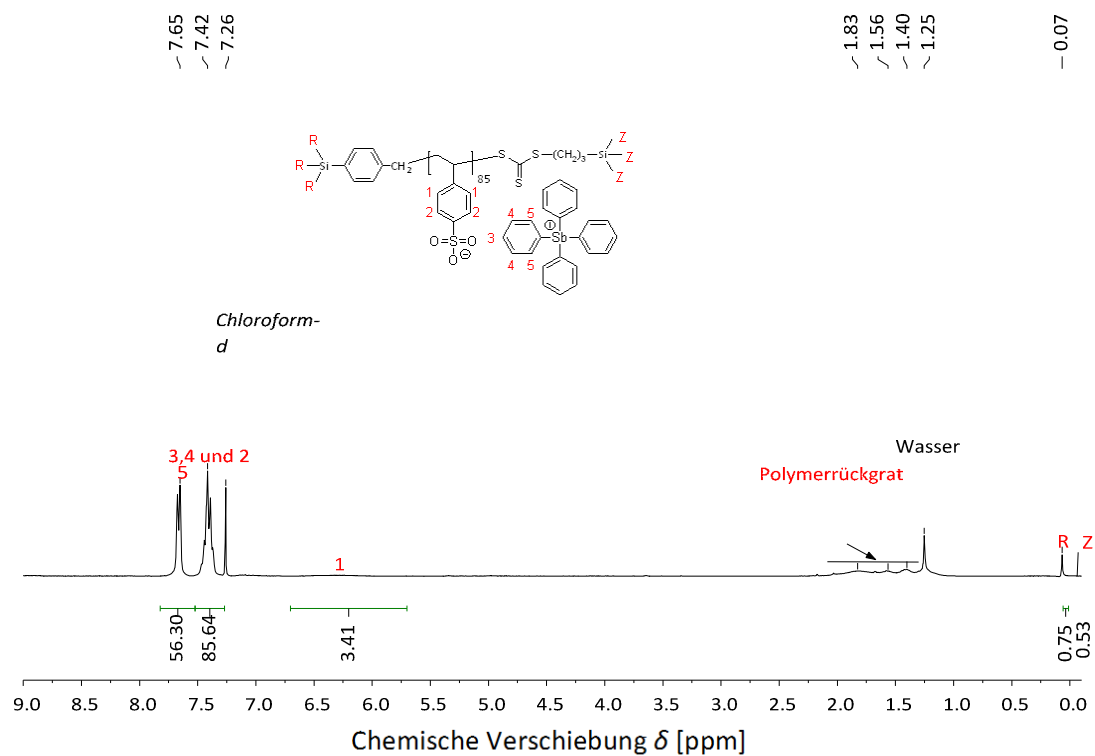 7.65
7.42
7.26
1.83
1.56
1.40
1.25
0.07
R
R
R
Si
CH2
85
S
S
S
(CH2)3
Si
Z
Z
Z
1
1
2
2
O
S
O
O
⊖
4
5
3
4
5
⊕
Sb
Chloroform-
d
3,4 und 2
5
1
Wasser
Polymerrückgrat
R
Z
56.30
85.64
3.41
0.75
0.53
9.0 8.5 8.0 7.5 7.0 6.5 6.0 5.5 5.0 4.5 4.0 3.5 3.0 2.5 2.0 1.5 1.0 0.5 0.0
Chemische Verschiebung δ [ppm]